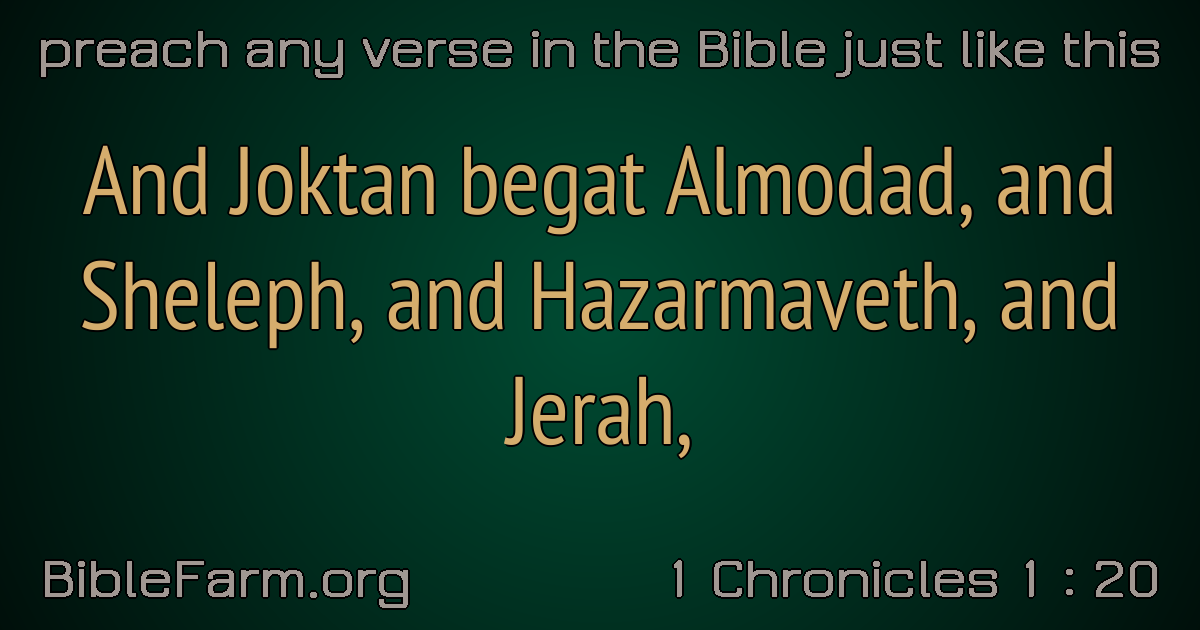 preach any verse in the Bible just like this
And Joktan begat Almodad, and
Sheleph, and Hazarmaveth, and
Jerah,
BibleFarm.org
1 Chronicles 1 : 20